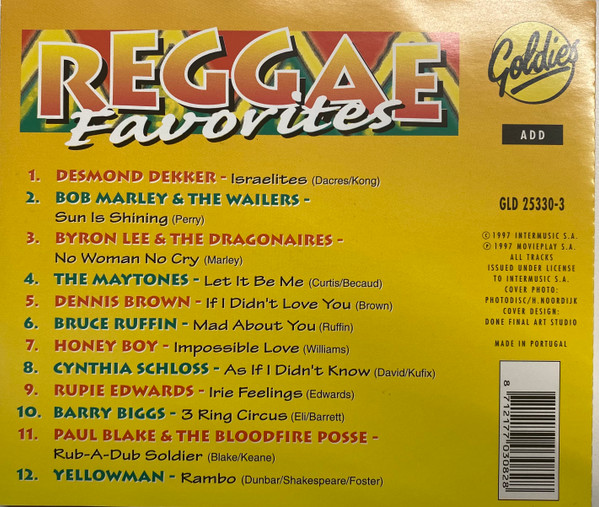 REGGAE
Favorites
Goldies
ADD
1. DESMOND DEKKER - Israelites (Dacres/Kong)
2. BOB MARLEY & THE WAILERS -
Sun Is Shining (Perry)
3. BYRON LEE & THE DRAGONAIRES -
No Woman No Cry (Marley)
4. THE MAYTONES - Let It Be Me (Curtis/Becaud)
5. DENNIS BROWN - If I Didn't Love You (Brown)
6. BRUCE RUFFIN - Mad About You (Ruffin)
7. HONEY BOY - Impossible Love (Williams)
8. CYNTHIA SCHLOSS - As If I Didn't Know (David/Kufix)
9. RUPIE EDWARDS - Irie Feelings (Edwards)
10. BARRY BIGGS - 3 Ring Circus (Eli/Barrett)
11. PAUL BLAKE & THE BLOODFIRE POSSE -
Rub-A-Dub Soldier (Blake/Keane)
12. YELLOWMAN - Rambo (Dunbar/Shakespeare/Foster)
GLD 25330-3
© 1997 INTERMUSIC S.A.
℗ 1997 MOVIEPLAY S.A.
ALL TRACKS
ISSUED UNDER LICENSE
TO INTERMUSIC S.A.
COVER PHOTO:
PHOTODISC/H.NOORDIJK
COVER DESIGN:
DONE FINAL ART STUDIO
MADE IN PORTUGAL
8 712177 030828